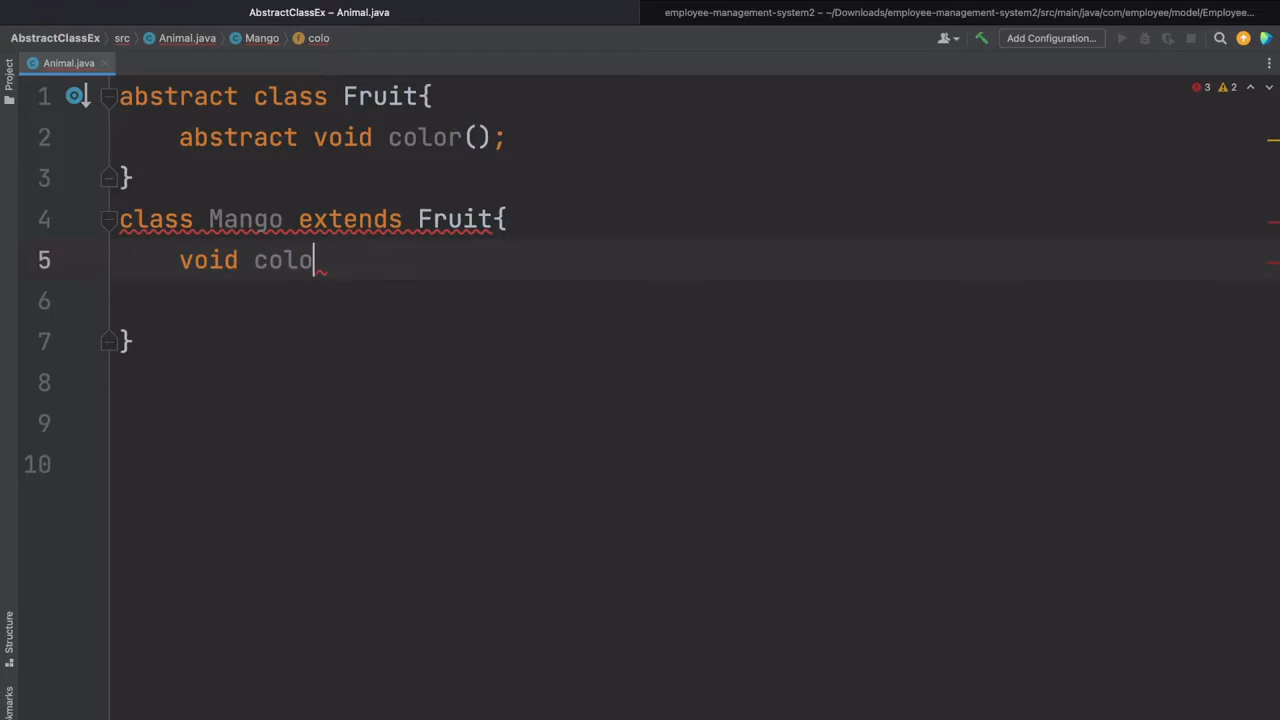 AbstractClassEx – Animal.java
employee-management-system2 – ~/Downloads/employee-management-system2/src/main/java/com/employee/model/Employee...
AbstractClassEx src Animal.java Mango colo
Add Configuration...
Project
Animal.java
3 2
1 abstract class Fruit{
2 abstract void color();
3 }
4 class Mango extends Fruit{
5 void colo
6
7 }
8
9
10
Structure